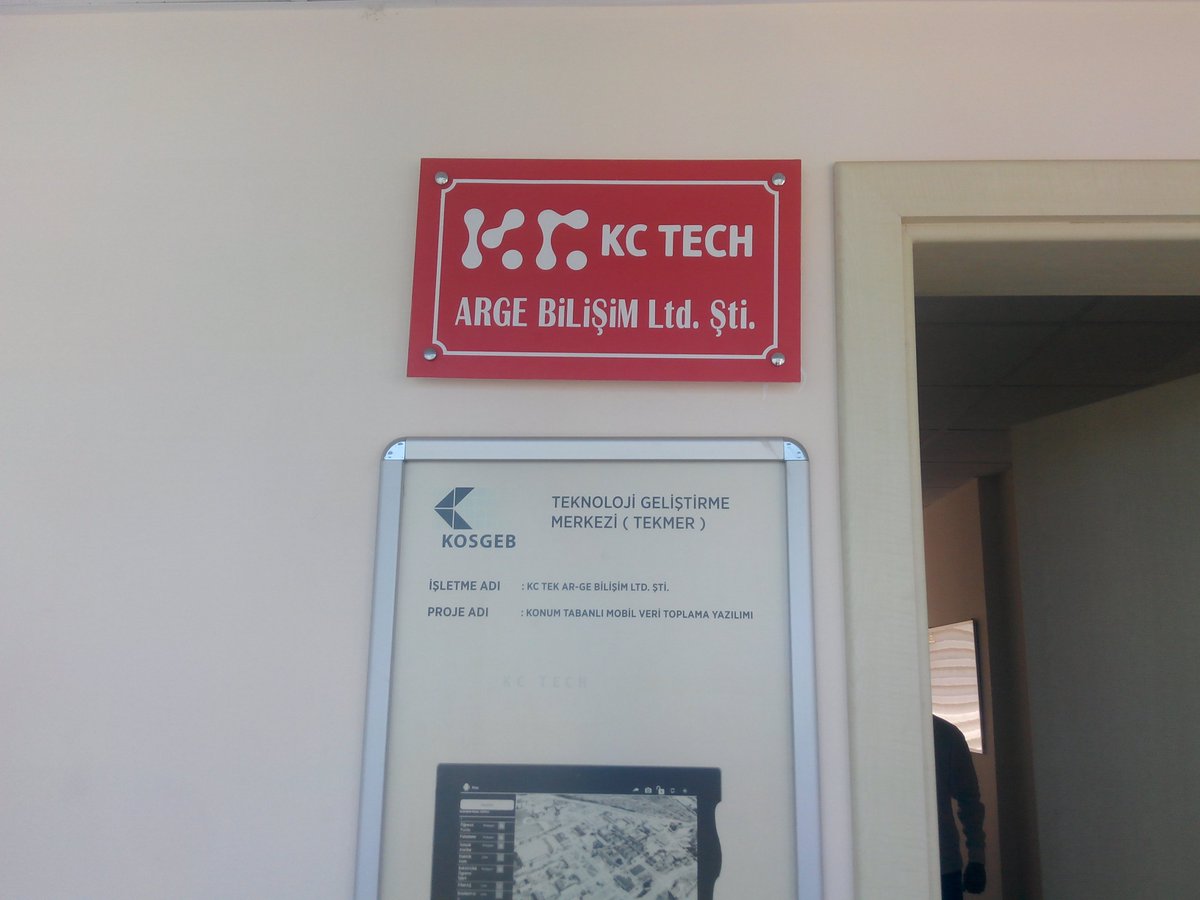 KC TECH
ARGE BiLiŞiM Ltd. Şti.
KOSGEB
TEKNOLOJİ GELİŞTİRME
MERKEZİ ( TEKMER )
İŞLETME ADI : KC TEK AR-GE BİLİŞİM LTD. ŞTİ.
PROJE ADI : KONUM TABANLI MOBİL VERİ TOPLAMA YAZILIMI
KC TECH